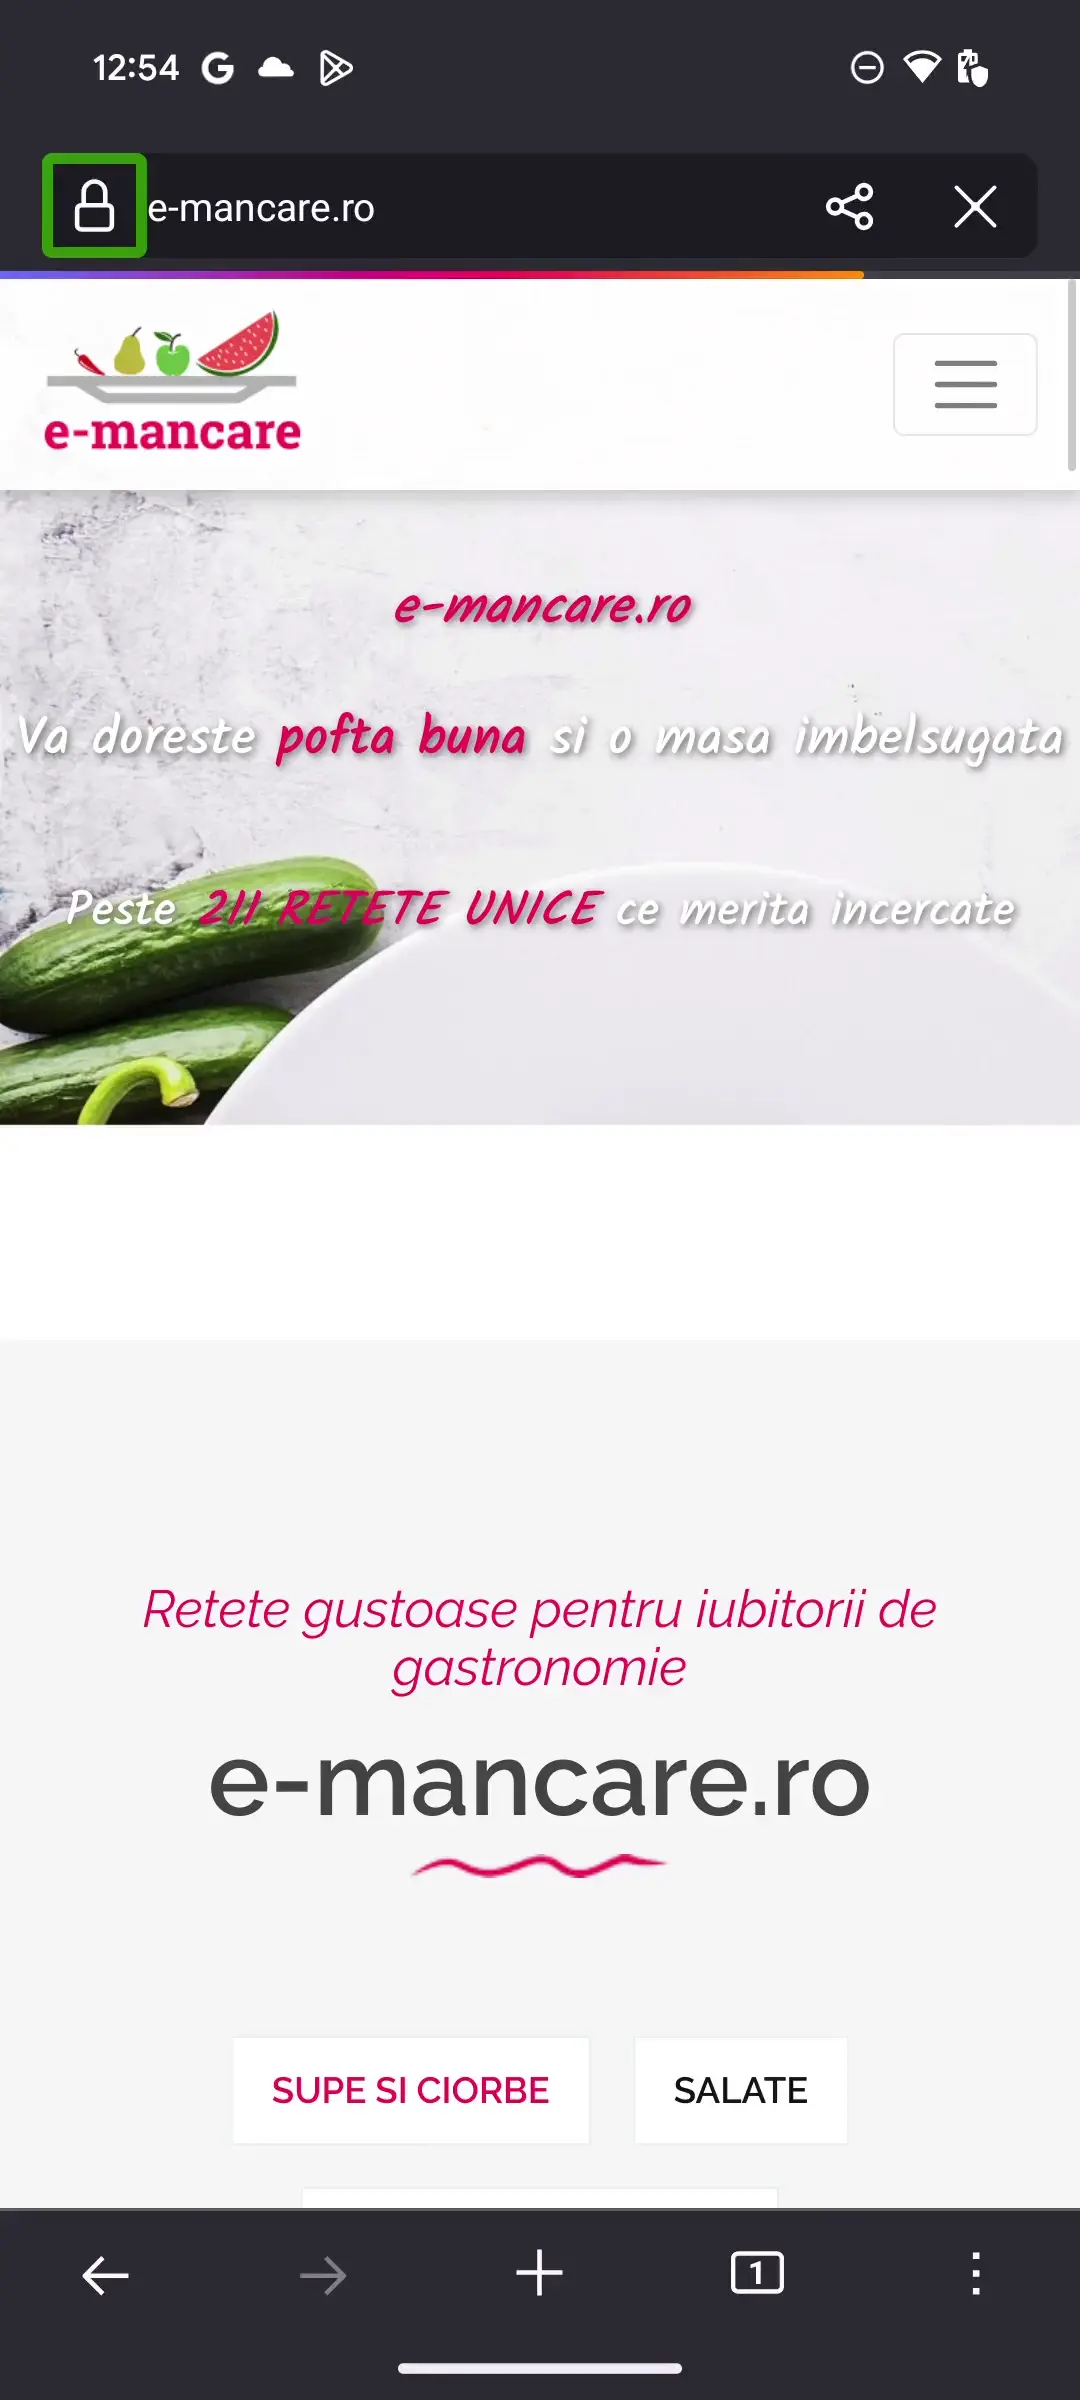 12:54
e-mancare.ro
e-mancare
e-mancare.ro
Va doreste pofta buna si o masa imbelsugata
Peste 211 RETETE UNICE ce merita incercate
Retete gustoase pentru iubitorii de
gastronomie
e-mancare.ro
SUPE SI CIORBE
SALATE
1